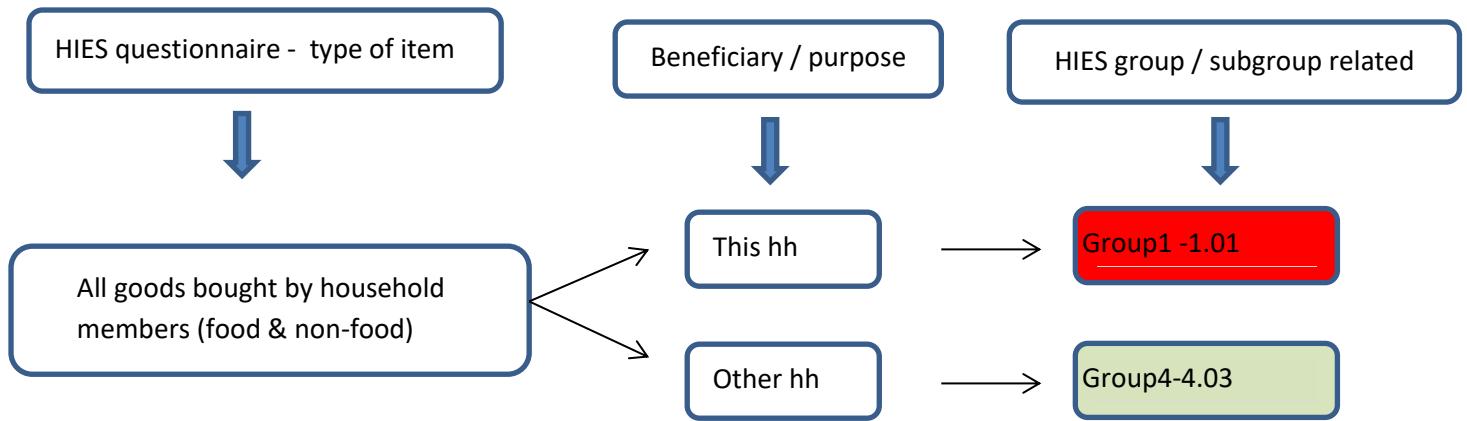 HIES questionnaire - type of item
Beneficiary / purpose
HIES group / subgroup related
All goods bought by household
members (food & non-food)
This hh
Group1 -1.01
Other hh
Group4-4.03